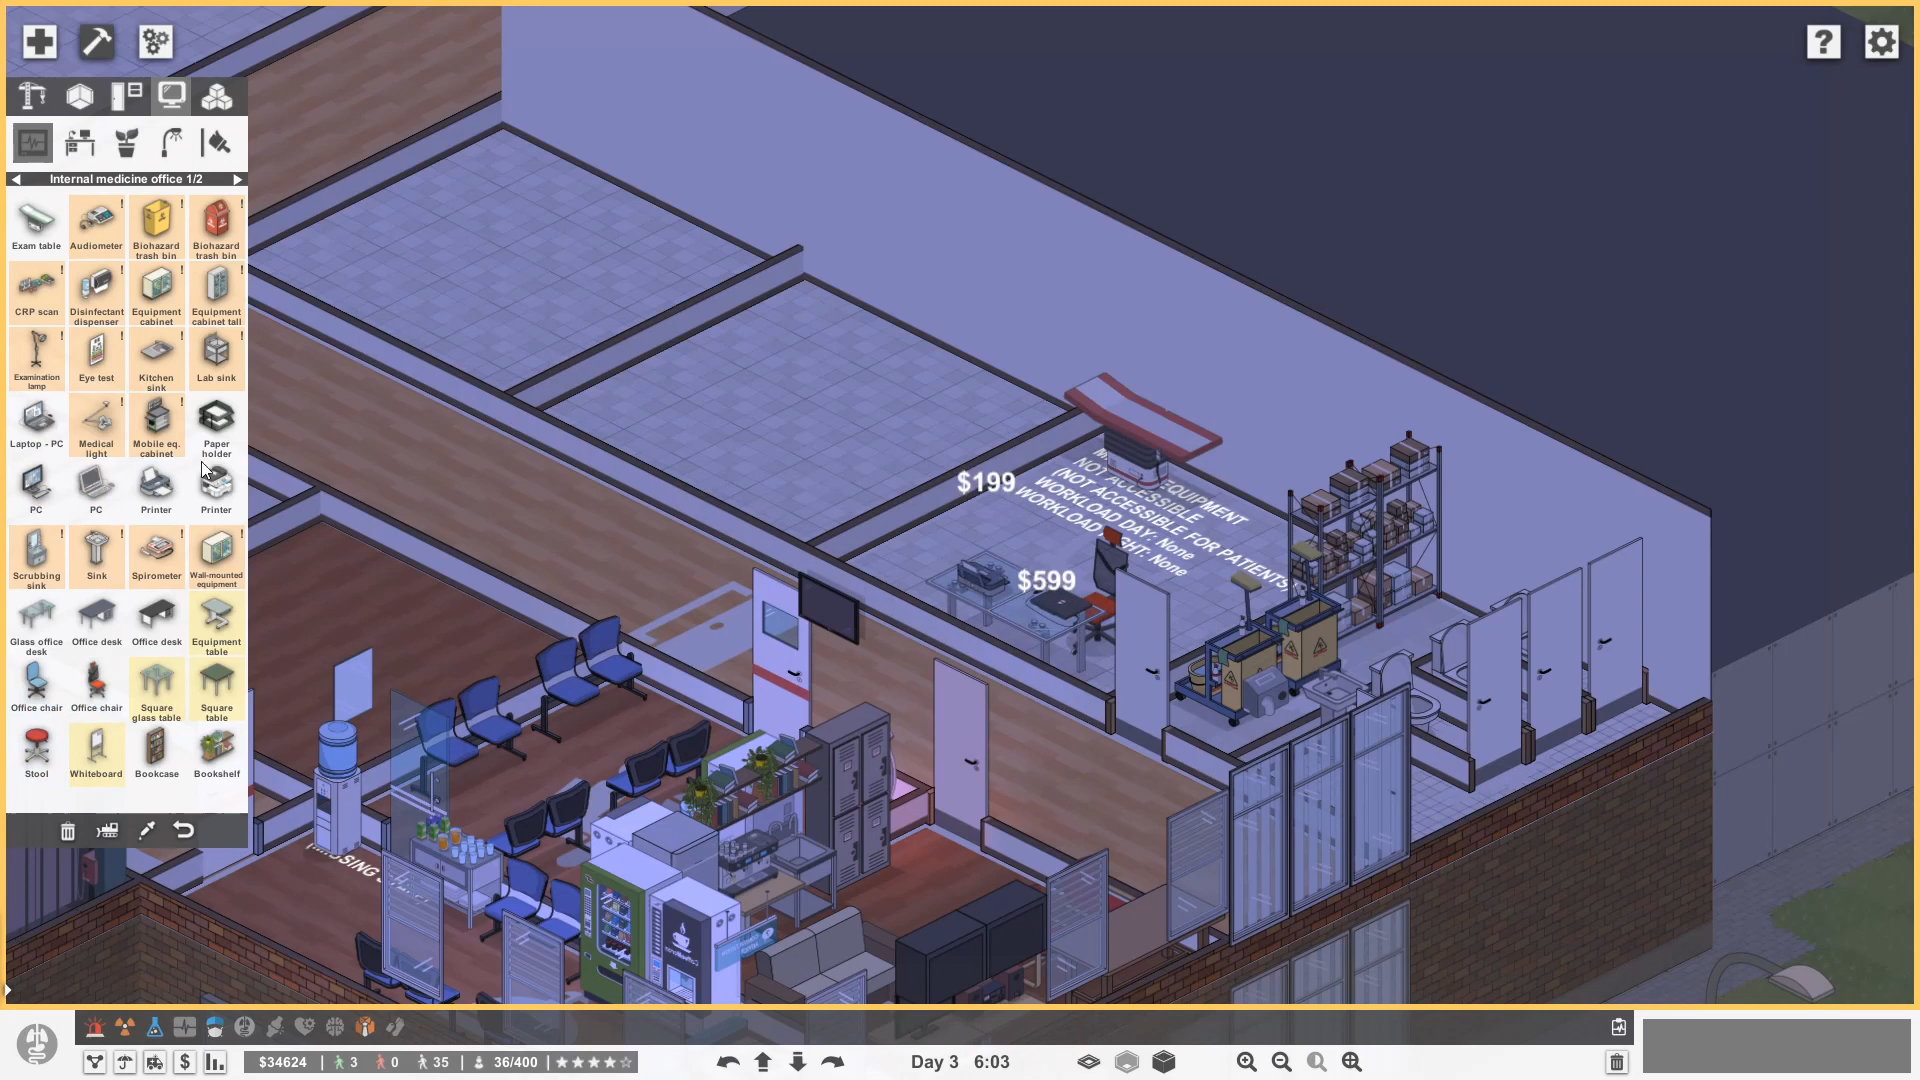 Internal medicine office 1/2
Exam table
Audiometer
Biohazard trash bin
Biohazard trash bin
CRP scan
Disinfectant dispenser
Equipment cabinet
Equipment cabinet tall
Examination lamp
Eye test
Kitchen sink
Lab sink
Laptop - PC
Medical light
Mobile eq. cabinet
Paper holder
PC
PC
Printer
Printer
Scrubbing sink
Sink
Spirometer
Wall-mounted equipment
Glass office desk
Office desk
Office desk
Equipment table
Office chair
Office chair
Square glass table
Square table
Stool
Whiteboard
Bookcase
Bookshelf
$199
$599
EQUIPMENT
NOT ACCESSIBLE
(NOT ACCESSIBLE FOR PATIENTS)
WORKLOAD DAY: None
WORKLOAD NIGHT: None
$34624
3
0
35
36/400
Day 3 6:03
?